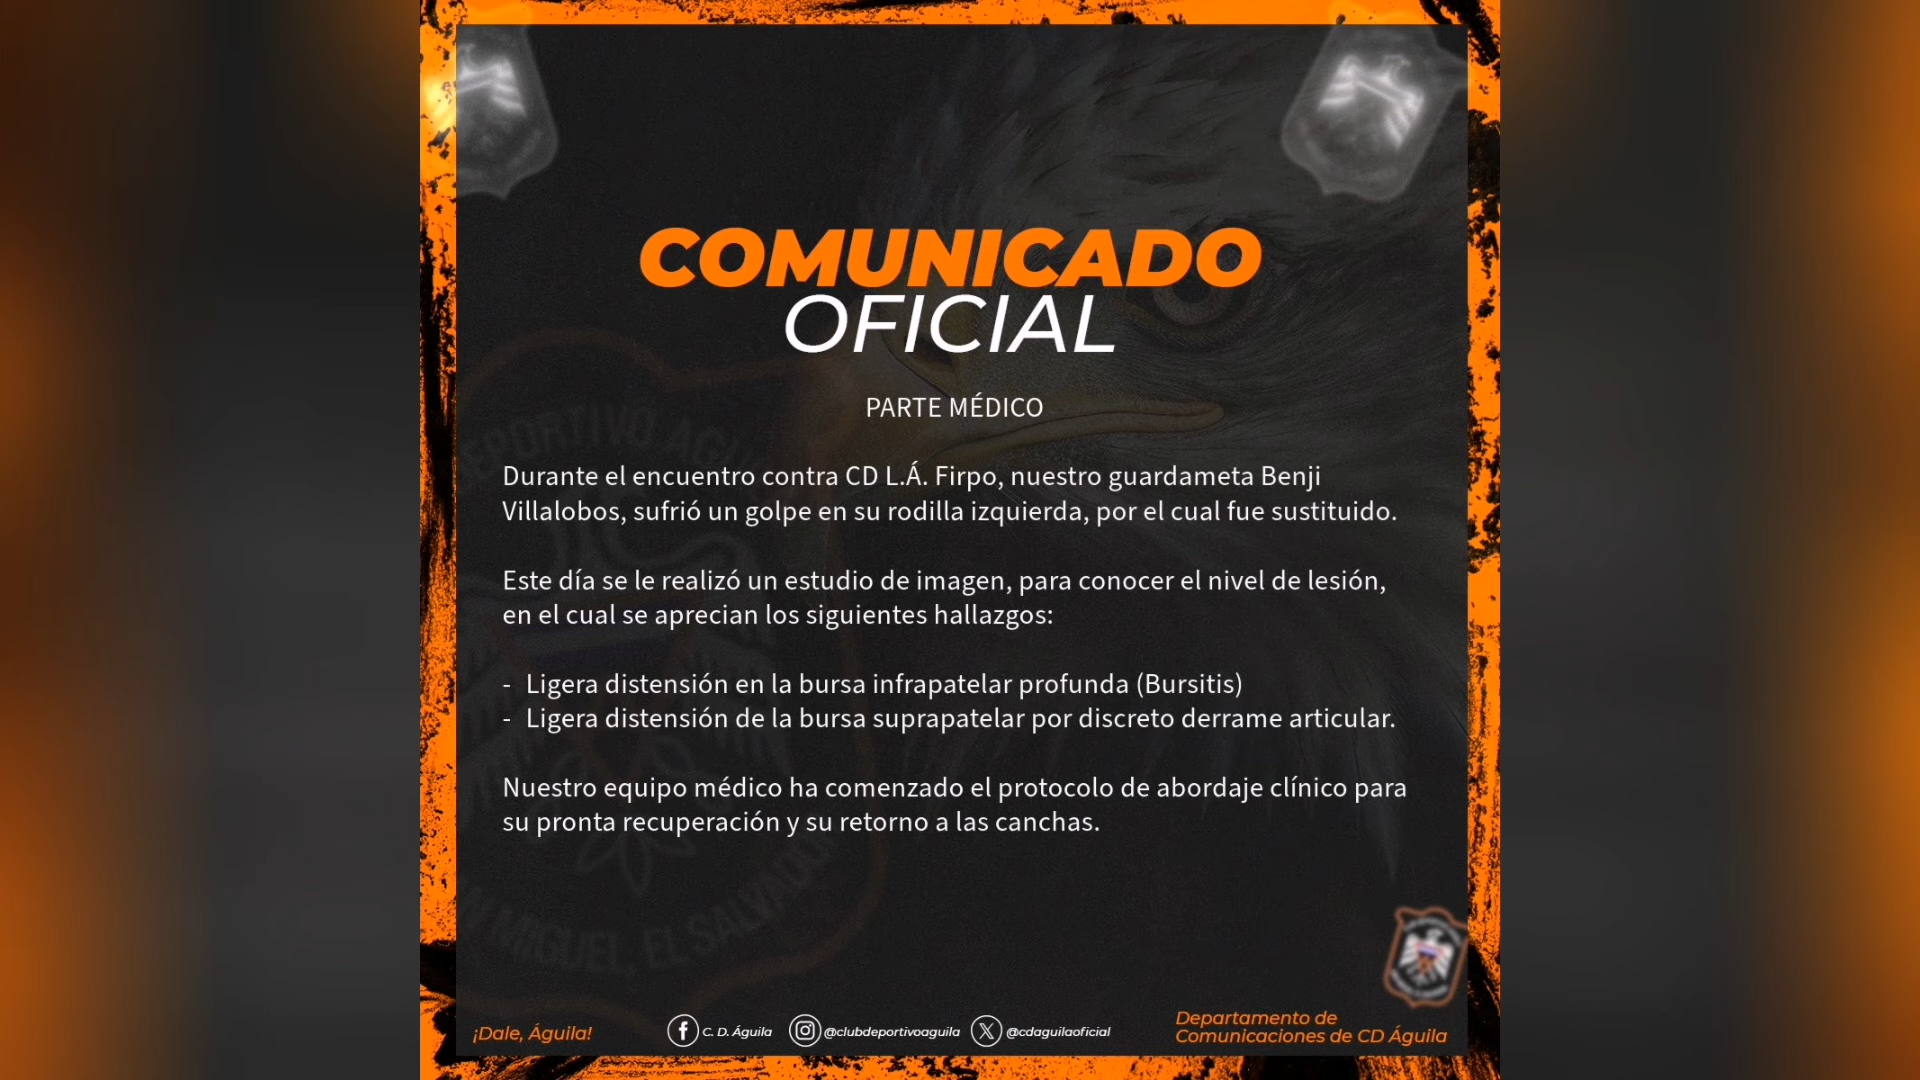 COMUNICADO
OFICIAL
PARTE MÉDICO
Durante el encuentro contra CD L.Á. Firpo, nuestro guardameta Benji
Villalobos, sufrió un golpe en su rodilla izquierda, por el cual fue sustituido.
Este día se le realizó un estudio de imagen, para conocer el nivel de lesión,
en el cual se aprecian los siguientes hallazgos:
- Ligera distensión en la bursa infrapatelar profunda (Bursitis)
- Ligera distensión de la bursa suprapatelar por discreto derrame articular.
Nuestro equipo médico ha comenzado el protocolo de abordaje clínico para
su pronta recuperación y su retorno a las canchas.
MIGUEL, EL SALVADOR
¡Dale, Águila!
C. D. Águila
@clubdeportivoaguila
@cdaguilaoficial
Departamento de
Comunicaciones de CD Águila